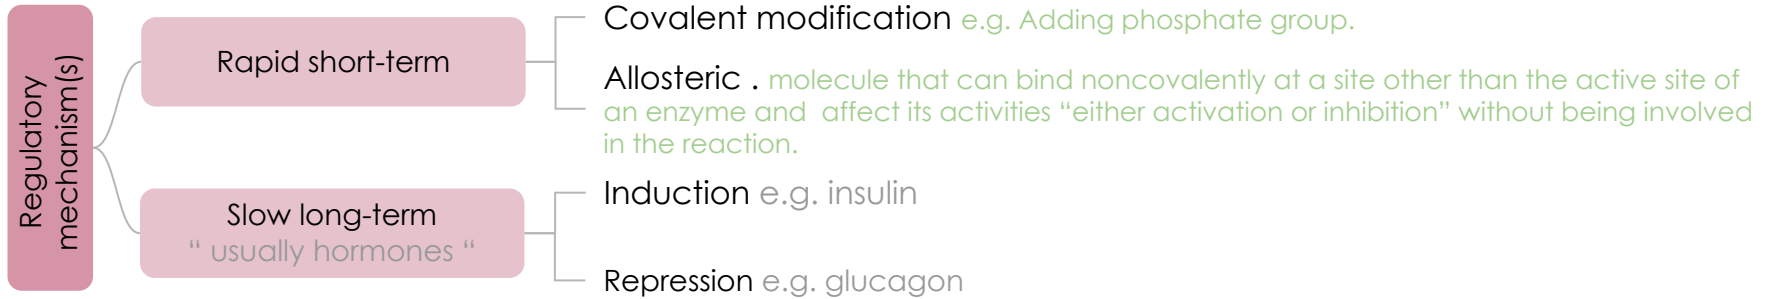 Regulatory
mechanism(s)
Rapid short-term
Covalent modification e.g. Adding phosphate group.
Allosteric . molecule that can bind noncovalently at a site other than the active site of
an enzyme and  affect its activities “either activation or inhibition” without being involved
in the reaction.
Slow long-term
“ usually hormones “
Induction e.g. insulin
Repression e.g. glucagon